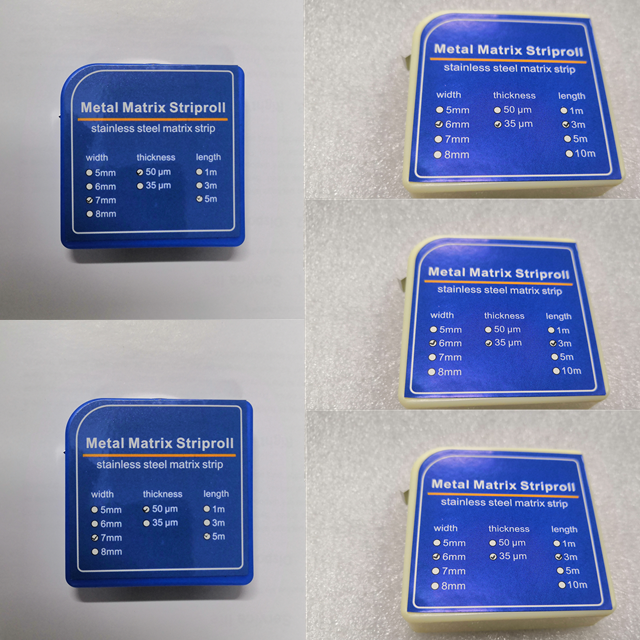 Metal Matrix Striproll
stainless steel matrix strip
width thickness length
5mm 50 µm 1m
6mm 35 µm 3m
7mm 5m
8mm
Metal Matrix Striproll
stainless steel matrix strip
width thickness length
5mm 50 µm 1m
6mm 35 µm 3m
7mm 5m
8mm
Metal Matrix Striproll
stainless steel matrix strip
width thickness length
5mm 50 µm 1m
6mm 35 µm 3m
7mm 5m
8mm 10m
Metal Matrix Striproll
stainless steel matrix strip
width thickness length
5mm 50 µm 1m
6mm 35 µm 3m
7mm 5m
8mm 10m
Metal Matrix Striproll
stainless steel matrix strip
width thickness length
5mm 50 µm 1m
6mm 35 µm 3m
7mm 5m
8mm 10m